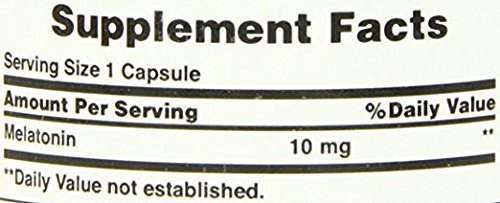 Supplement Facts
Serving Size 1 Capsule
Amount Per Serving %Daily Value
Melatonin 10 mg **
**Daily Value not established.